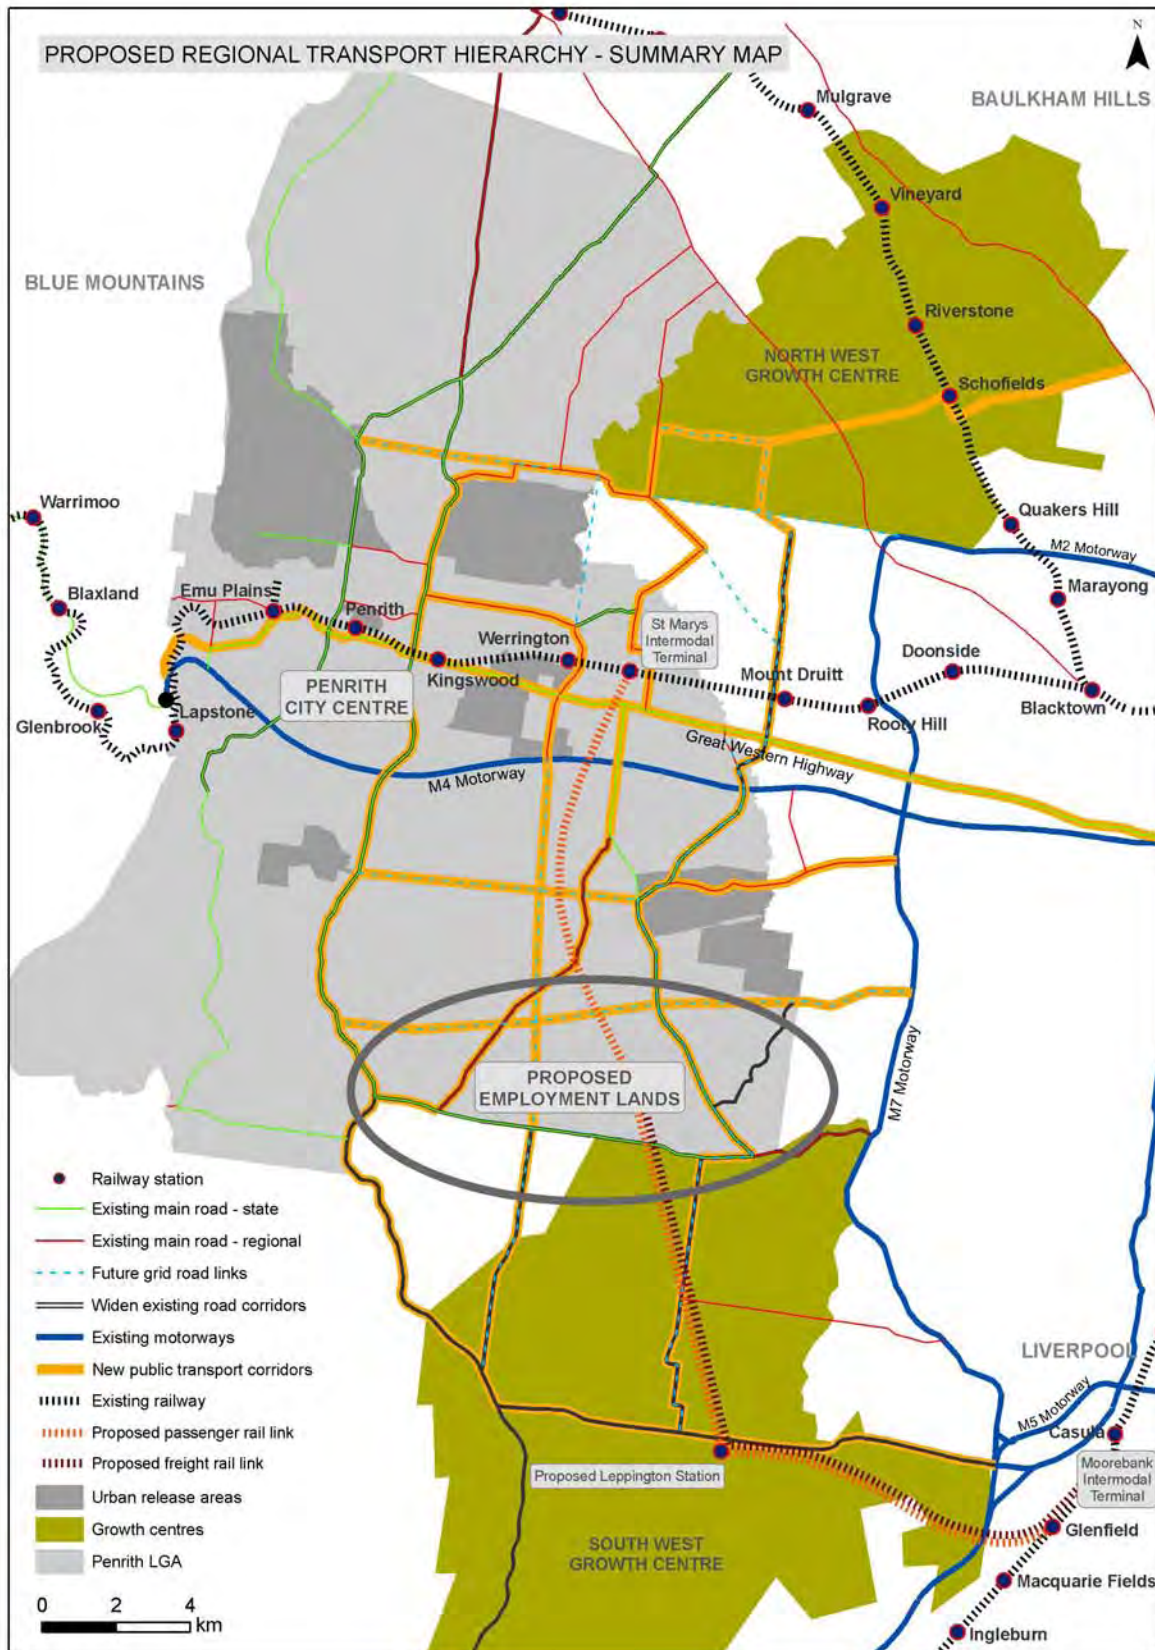 N
PROPOSED REGIONAL TRANSPORT HIERARCHY - SUMMARY MAP
Mulgrave
BAULKHAM HILLS
Vineyard
BLUE MOUNTAINS
Riverstone
NORTH WEST
GROWTH CENTRE
Schofields
Warrimoo
Quakers Hill
M2 Motorway
Emu Plains
Marayong
Blaxland
Penrith
Werrington
St Marys
Intermodal
Terminal
Doonside
Kingswood
Mount Druitt
PENRITH
CITY CENTRE
Glenbrook
Lapstone
Rooty Hill
Blacktown
Great Western Highway
M4 Motorway
M7 Motorway
PROPOSED
EMPLOYMENT LANDS
Railway station
Existing main road - state
Existing main road - regional
Future grid road links
Widen existing road corridors
Existing motorways
New public transport corridors
Existing railway
Proposed passenger rail link
Proposed freight rail link
Urban release areas
Growth centres
Penrith LGA
0 2 4
km
LIVERPOOL
M5 Motorway
Casula
Moorebank
Intermodal
Terminal
Proposed Leppington Station
Glenfield
SOUTH WEST
GROWTH CENTRE
Macquarie Fields
Ingleburn